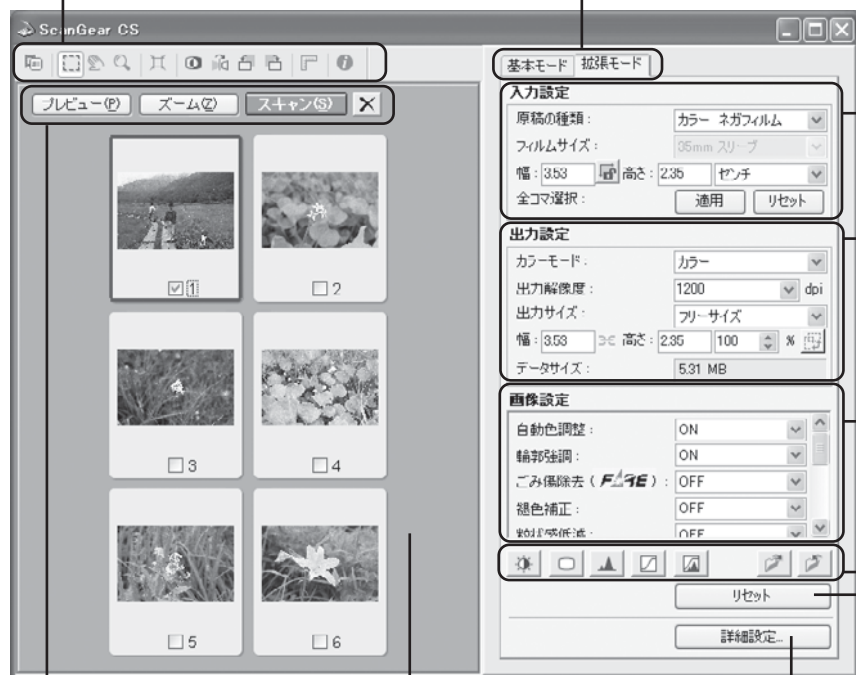 ScanGear CS
プレビュー(P) ズーム(Z) スキャン(S)
1
2
3
4
5
6
基本モード 拡張モード
入力設定
原稿の種類： カラー ネガフィルム
フィルムサイズ： 35mm スリーブ
幅： 3.53 高さ： 2.35 センチ
全コマ選択： 適用 リセット
出力設定
カラーモード： カラー
出力解像度： 1200 dpi
出力サイズ： フリーサイズ
幅： 3.53 高さ： 2.35 100 %
データサイズ： 5.31 MB
画像設定
自動色調整： ON
輪郭強調： ON
ごみ傷除去 ( FARE )： OFF
褪色補正： OFF
粒状感低減： OFF
リセット
詳細設定...